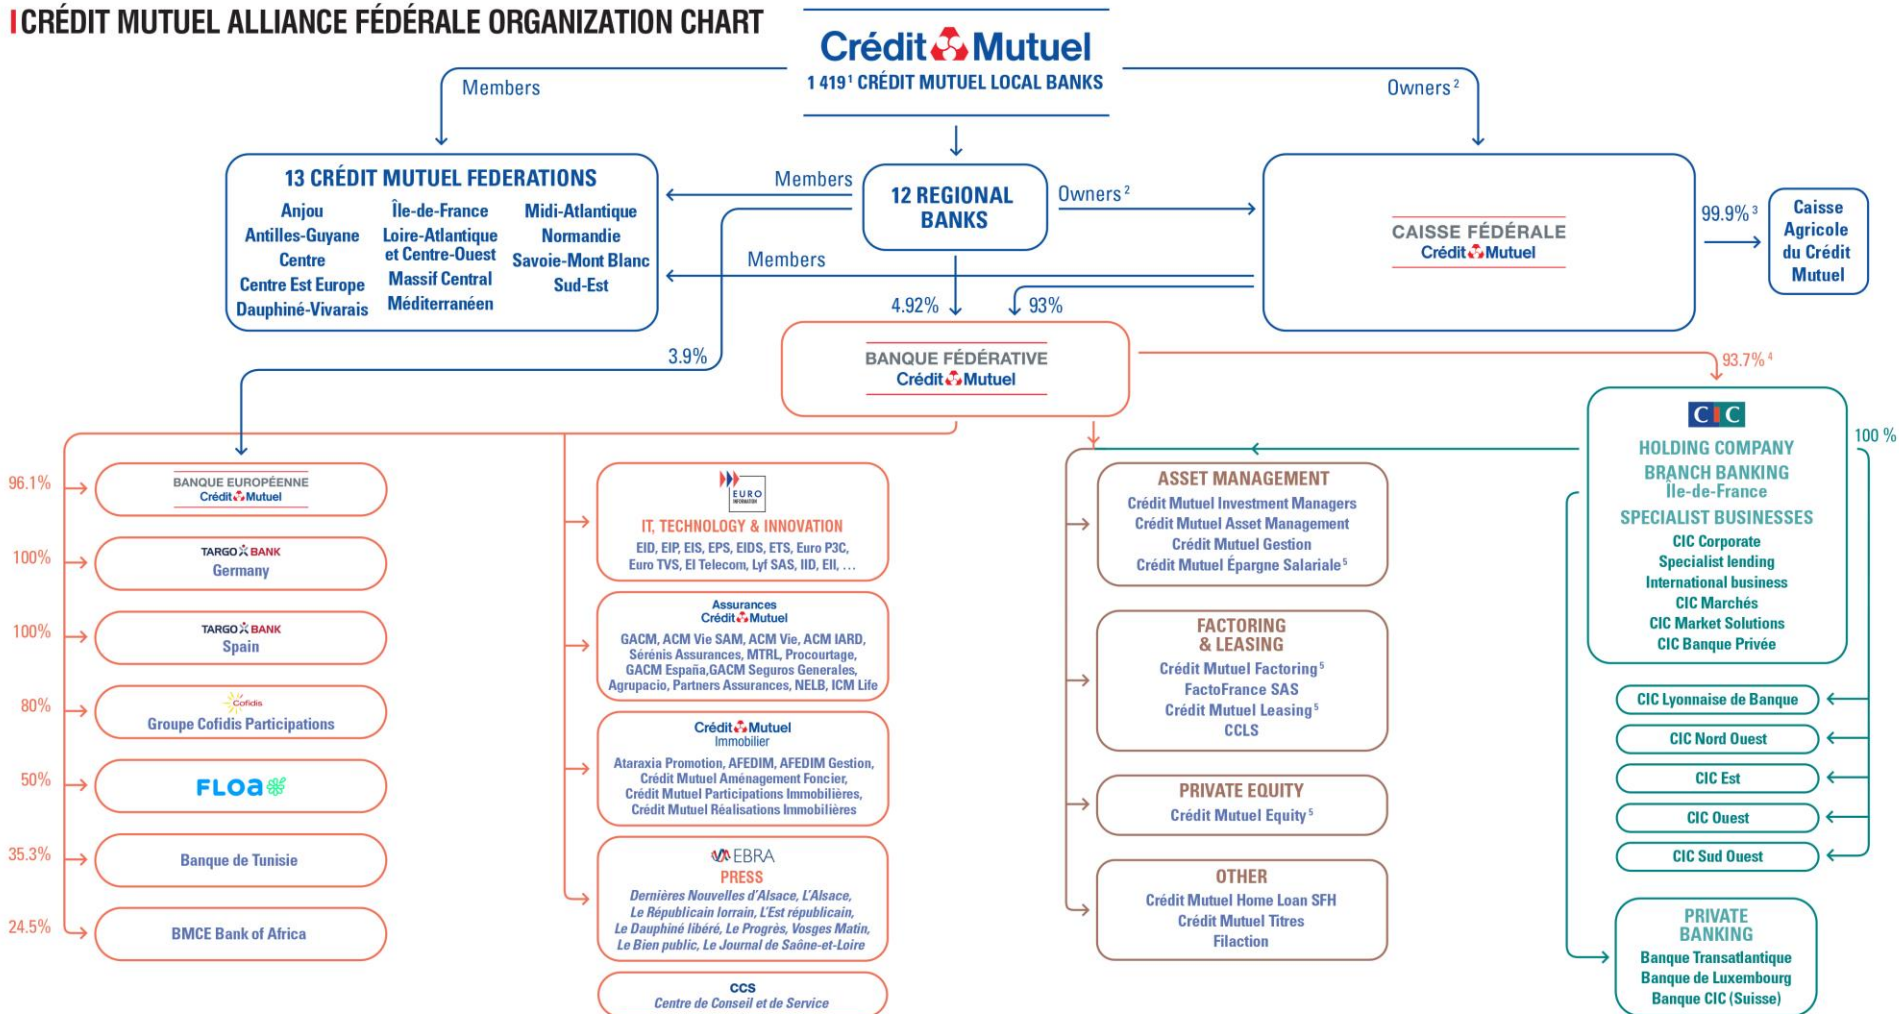 CRÉDIT MUTUEL ALLIANCE FÉDÉRALE ORGANIZATION CHART
Crédit Mutuel
1 419¹ CRÉDIT MUTUEL LOCAL BANKS
Members
Owners²
13 CRÉDIT MUTUEL FEDERATIONS
Anjou
Antilles-Guyane
Centre
Centre Est Europe
Dauphiné-Vivarais
Île-de-France
Loire-Atlantique
et Centre-Ouest
Massif Central
Méditerranéen
Midi-Atlantique
Normandie
Savoie-Mont Blanc
Sud-Est
Members
12 REGIONAL
BANKS
Owners²
Members
CAISSE FÉDÉRALE
Crédit Mutuel
99.9%³
Caisse
Agricole
du Crédit
Mutuel
4.92%
93%
3.9%
BANQUE FÉDÉRATIVE
Crédit Mutuel
93.7%⁴
96.1%
BANQUE EUROPÉENNE
Crédit Mutuel
100%
TARGO BANK
Germany
100%
TARGO BANK
Spain
80%
Cofidis
Groupe Cofidis Participations
50%
FLOa
35.3%
Banque de Tunisie
24.5%
BMCE Bank of Africa
EURO
INFORMATION
IT, TECHNOLOGY & INNOVATION
EID, EIP, EIS, EPS, EIDS, ETS, Euro P3C,
Euro TVS, EI Telecom, Lyf SAS, IID, EII, …
Assurances
Crédit Mutuel
GACM, ACM Vie SAM, ACM Vie, ACM IARD,
Sérénis Assurances, MTRL, Procourtage,
GACM España,GACM Seguros Generales,
Agrupacio, Partners Assurances, NELB, ICM Life
Crédit Mutuel
Immobilier
Ataraxia Promotion, AFEDIM, AFEDIM Gestion,
Crédit Mutuel Aménagement Foncier,
Crédit Mutuel Participations Immobilières,
Crédit Mutuel Réalisations Immobilières
EBRA
PRESS
Dernières Nouvelles d'Alsace, L'Alsace,
Le Républicain lorrain, L'Est républicain,
Le Dauphiné libéré, Le Progrès, Vosges Matin,
Le Bien public, Le Journal de Saône-et-Loire
CCS
Centre de Conseil et de Service
ASSET MANAGEMENT
Crédit Mutuel Investment Managers
Crédit Mutuel Asset Management
Crédit Mutuel Gestion
Crédit Mutuel Épargne Salariale⁵
FACTORING
& LEASING
Crédit Mutuel Factoring⁵
FactoFrance SAS
Crédit Mutuel Leasing⁵
CCLS
PRIVATE EQUITY
Crédit Mutuel Equity⁵
OTHER
Crédit Mutuel Home Loan SFH
Crédit Mutuel Titres
Filaction
CIC
HOLDING COMPANY
BRANCH BANKING
Île-de-France
SPECIALIST BUSINESSES
CIC Corporate
Specialist lending
International business
CIC Marchés
CIC Market Solutions
CIC Banque Privée
100 %
CIC Lyonnaise de Banque
CIC Nord Ouest
CIC Est
CIC Ouest
CIC Sud Ouest
PRIVATE
BANKING
Banque Transatlantique
Banque de Luxembourg
Banque CIC (Suisse)